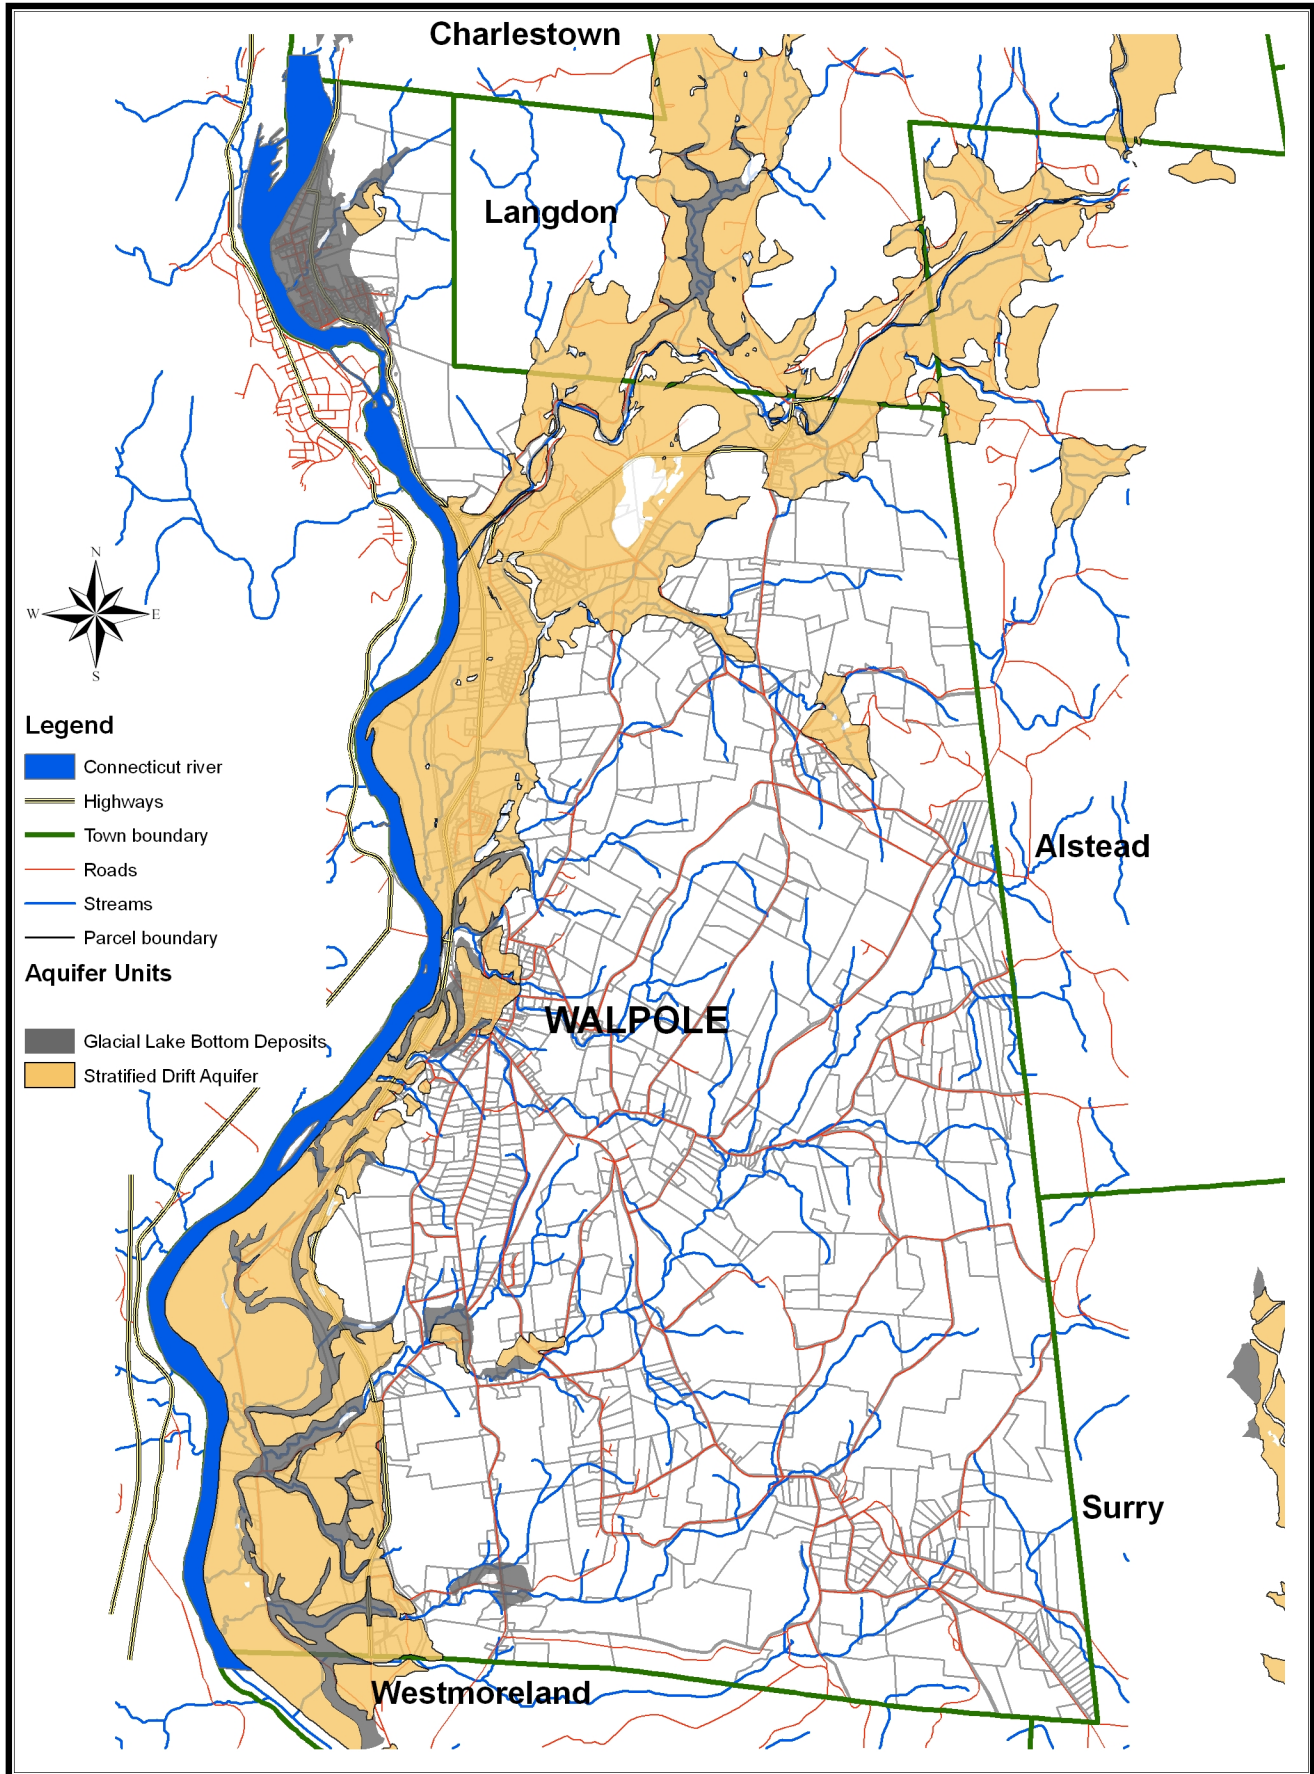 Charlestown
Langdon
N
W
E
S
Legend
Connecticut river
Highways
Town boundary
Roads
Streams
Parcel boundary
Aquifer Units
Glacial Lake Bottom Deposits
Stratified Drift Aquifer
Alstead
WALPOLE
Surry
Westmoreland